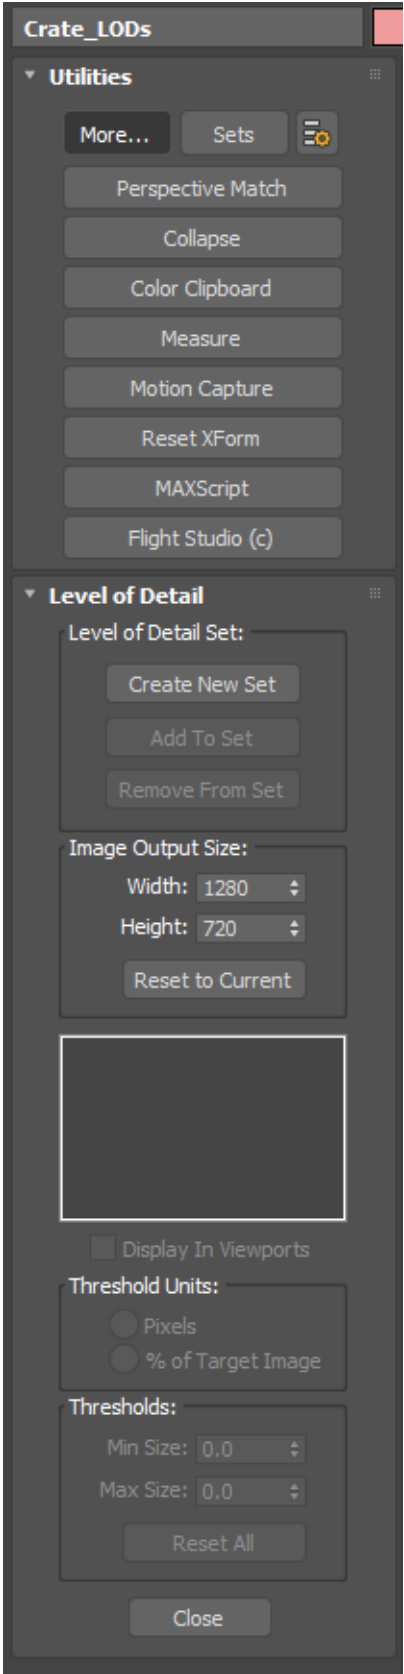 Crate_LODs
Utilities
More... Sets
Perspective Match
Collapse
Color Clipboard
Measure
Motion Capture
Reset XForm
MAXScript
Flight Studio (c)
Level of Detail
Level of Detail Set:
Create New Set
Add To Set
Remove From Set
Image Output Size:
Width: 1280
Height: 720
Reset to Current
Display In Viewports
Threshold Units:
Pixels
% of Target Image
Thresholds:
Min Size: 0.0
Max Size: 0.0
Reset All
Close